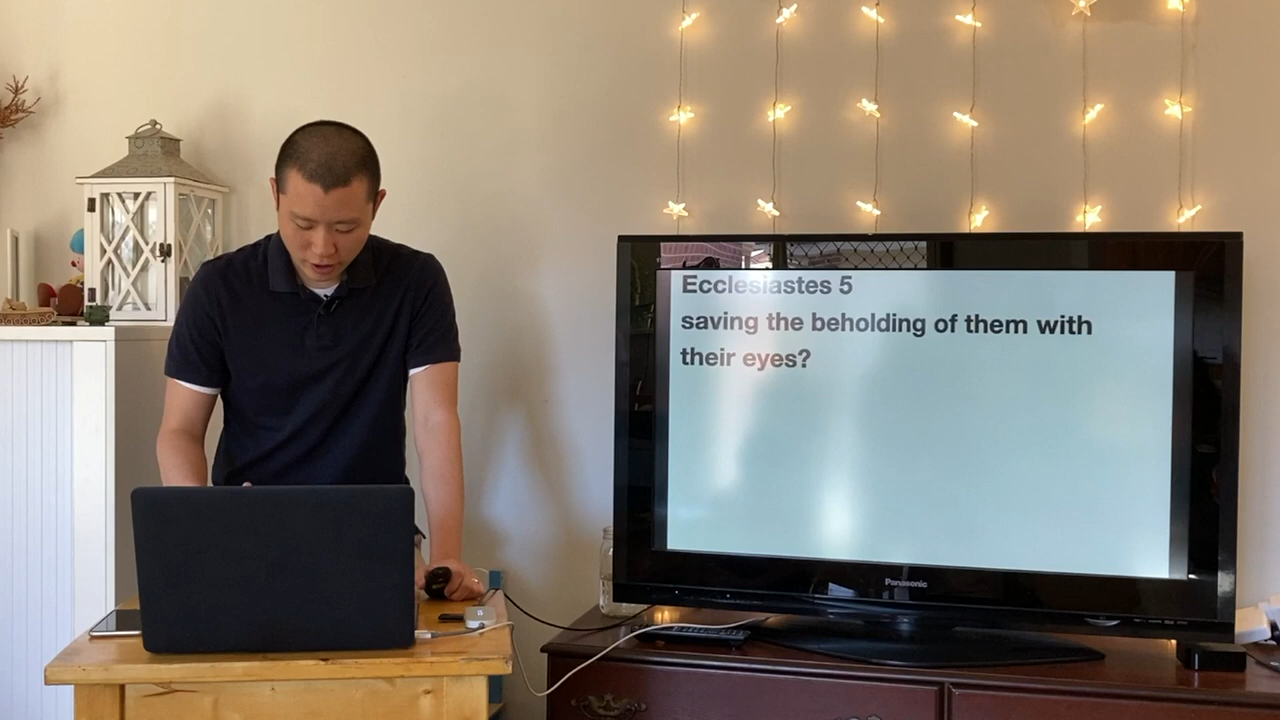 Ecclesiastes 5
saving the beholding of them with
their eyes?
Panasonic